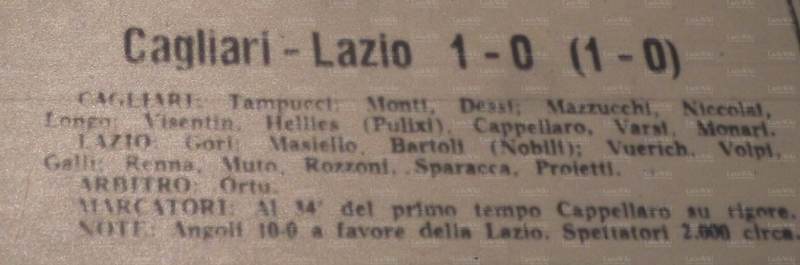 Cagliari - Lazio 1 - 0 (1 - 0)
CAGLIARI: Tampucci; Monti, Dessì; Mazzucchi, Niccolai,
Longo; Visentin, Hellies (Pulixi), Cappellaro, Varsi, Monari.
LAZIO: Gori; Masiello, Bartoli (Nobili); Vuerich, Volpi,
Galli; Renna, Muto, Rozzoni, Sparacca, Proietti.
ARBITRO: Ortu.
MARCATORI: Al 34' del primo tempo Cappellaro su rigore.
NOTE: Angoli 10-0 a favore della Lazio. Spettatori 2.000 circa.